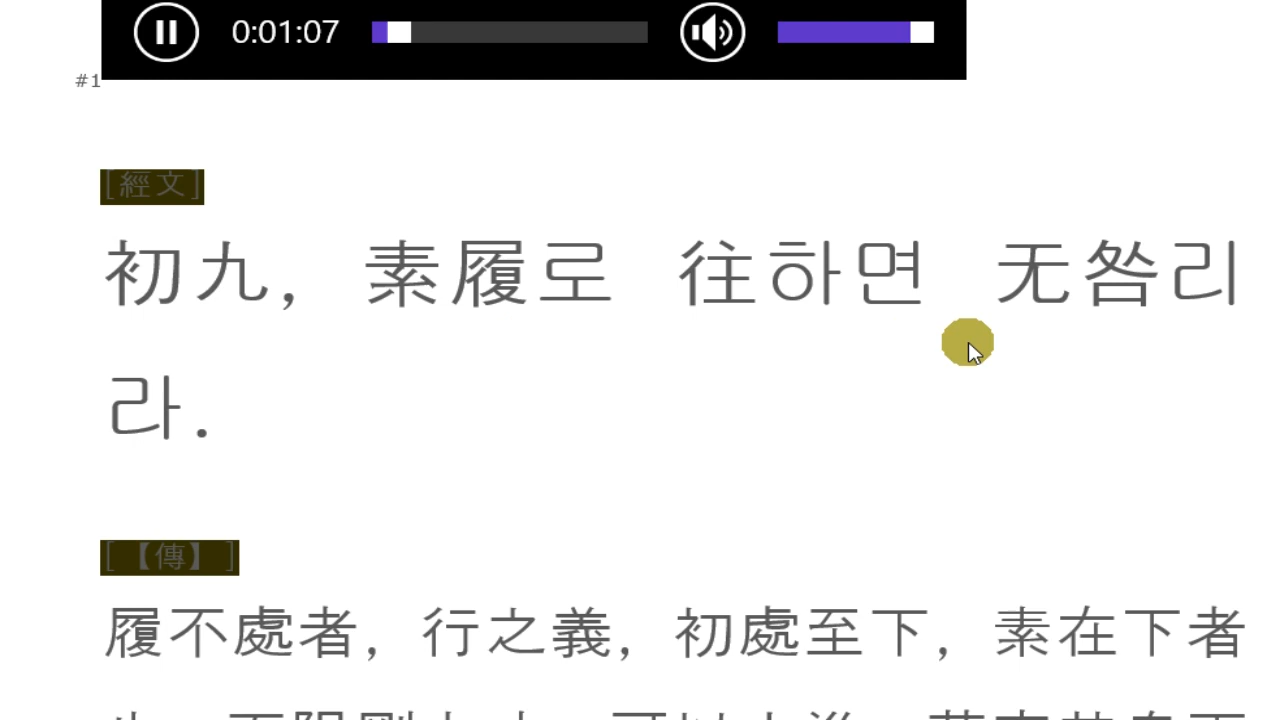 0:01:07
#1
[經文]
初九, 素履로 往하면 无咎리
라.
[【傳】]
履不處者, 行之義, 初處至下, 素在下者